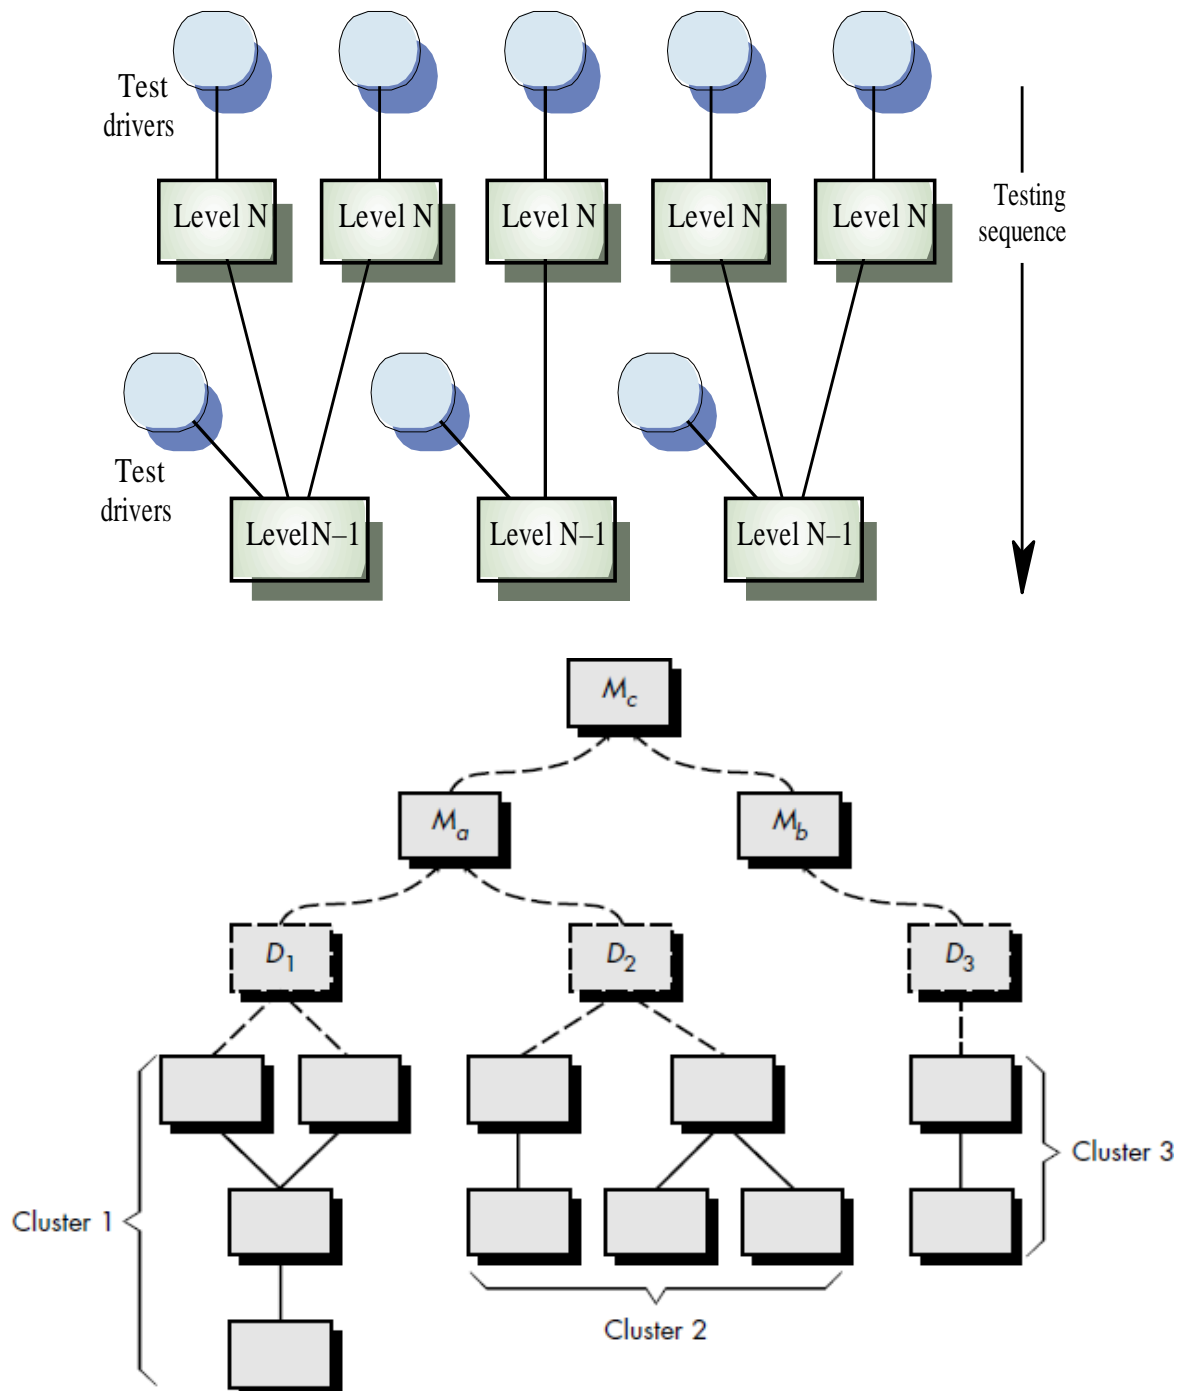 Test
drivers
Level N
Level N
Level N
Level N
Level N
Testing
sequence
Test
drivers
Level N–1
Level N–1
Level N–1
Mc
Ma
Mb
D1
D2
D3
Cluster 1
Cluster 2
Cluster 3